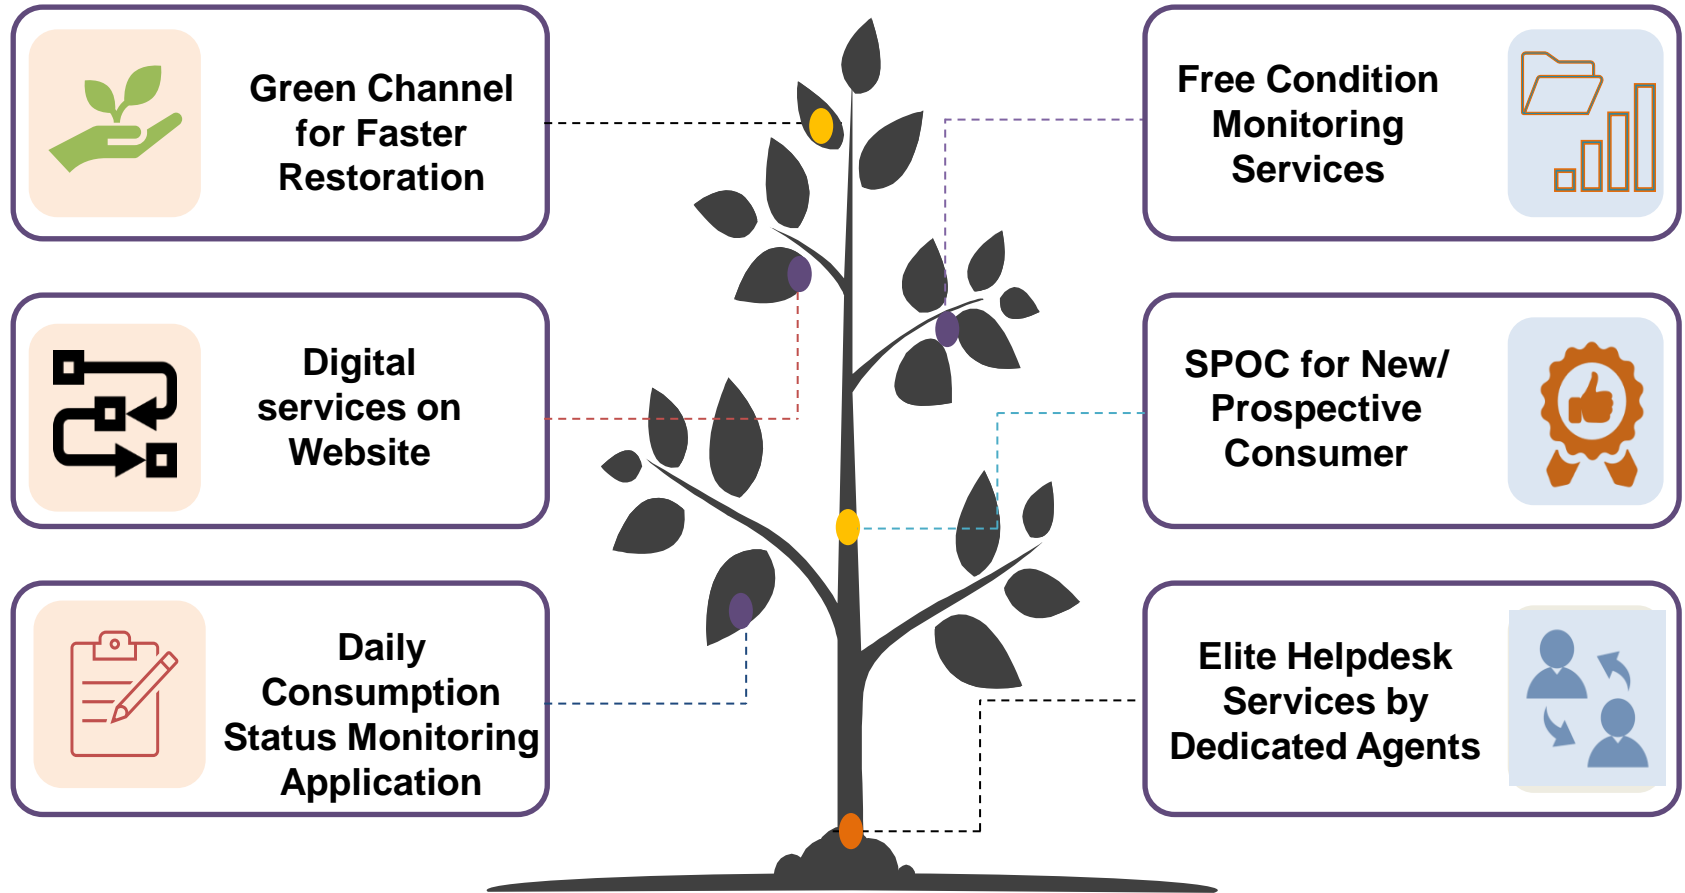 Green Channel
for Faster
Restoration
Digital
services on
Website
Daily
Consumption
Status Monitoring
Application
Free Condition
Monitoring
Services
SPOC for New/
Prospective
Consumer
Elite Helpdesk
Services by
Dedicated Agents